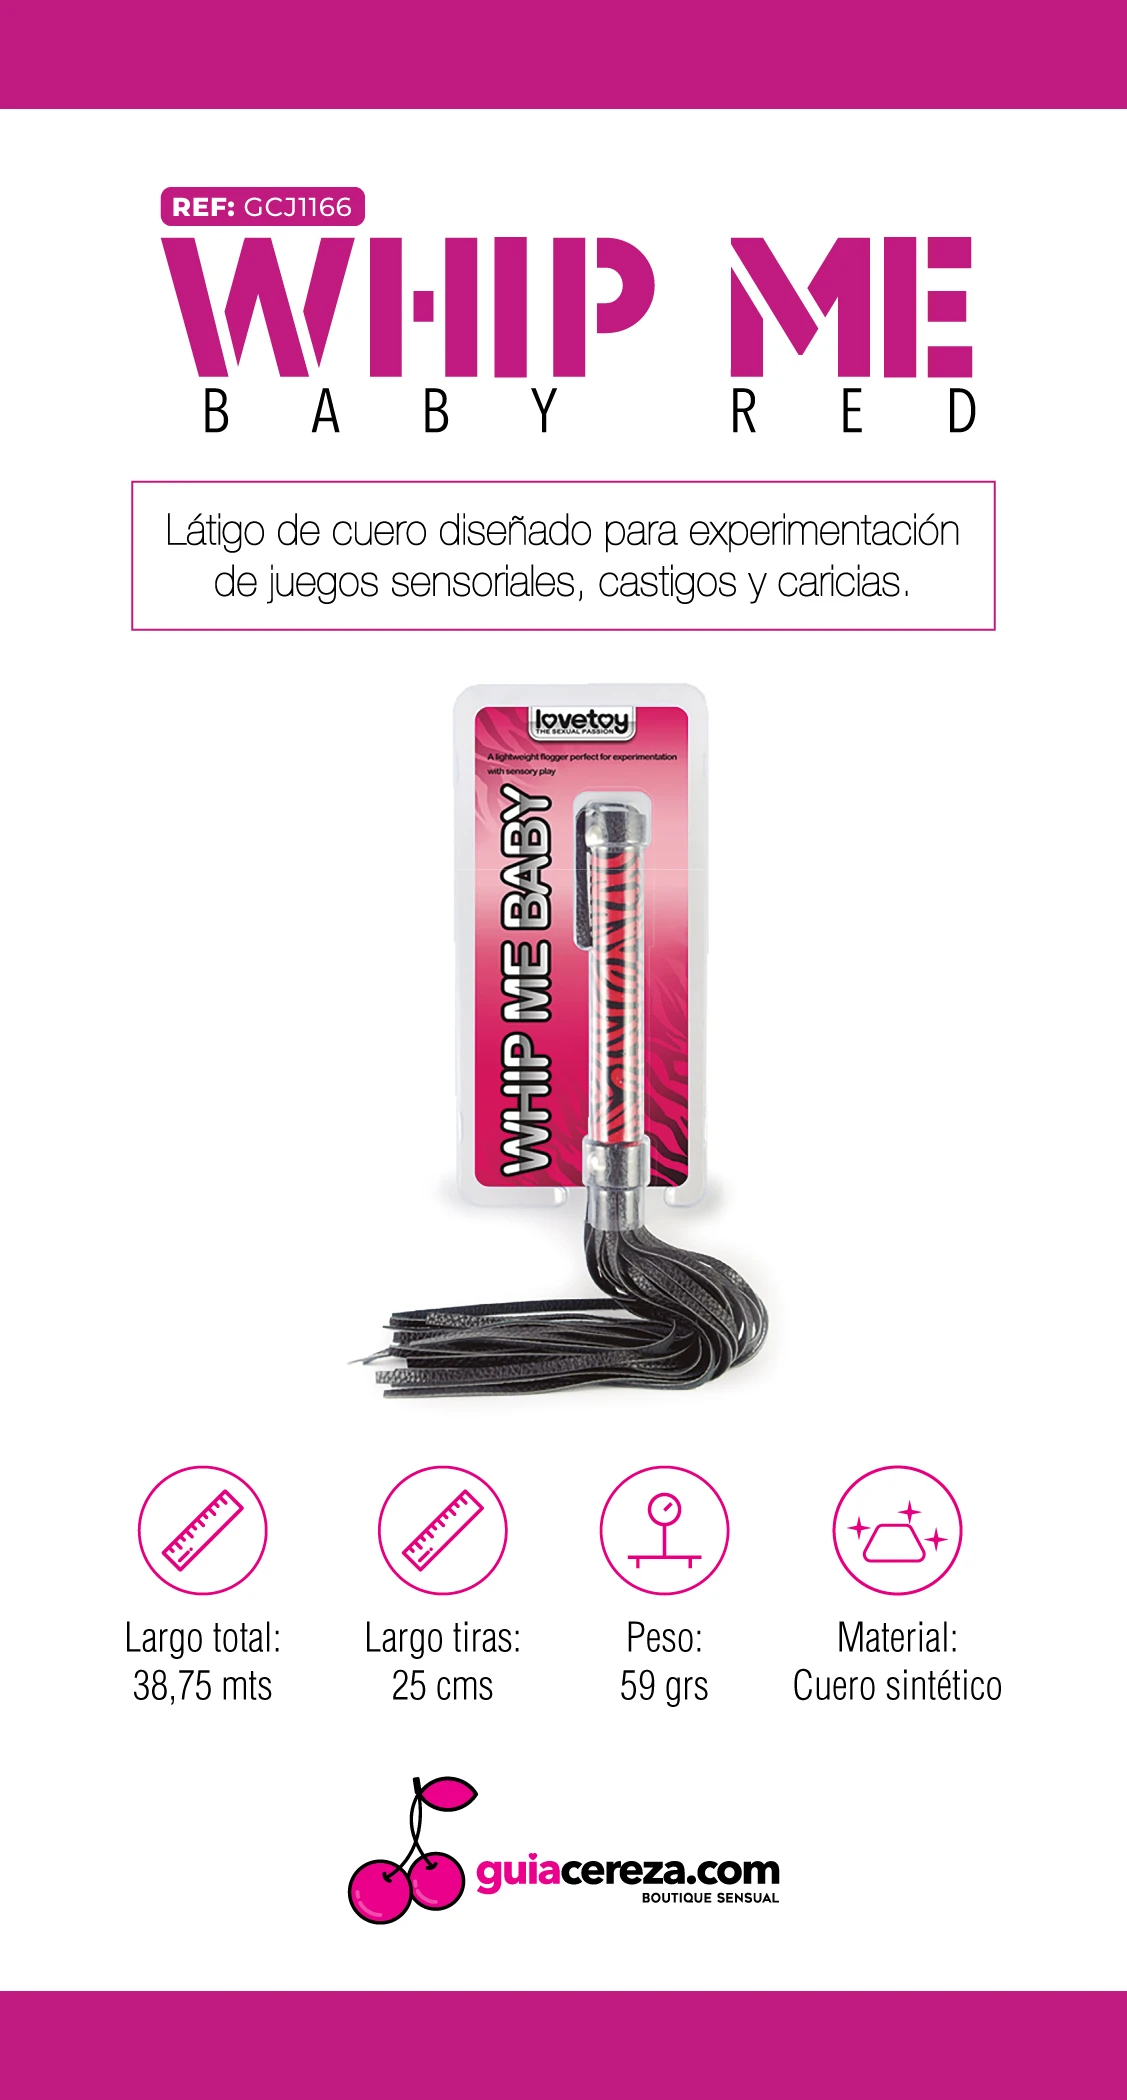 REF: GCJ1166
WHIP ME
BABY RED
Látigo de cuero diseñado para experimentación
de juegos sensoriales, castigos y caricias.
lovetoy
THE SEXUAL PASSION
A lightweight flogger perfect for experimentation
with sensory play
WHIP ME BABY
Largo total:
38,75 mts
Largo tiras:
25 cms
Peso:
59 grs
Material:
Cuero sintético
guiacereza.com
BOUTIQUE SENSUAL